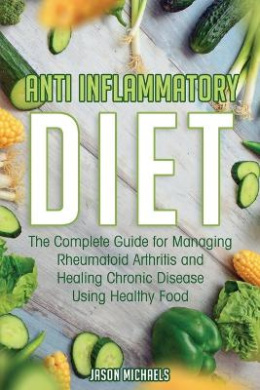 ANTI INFLAMMATORY
DIET
The Complete Guide for Managing
Rheumatoid Arthritis and
Healing Chronic Disease
Using Healthy Food
JASON MICHAELS